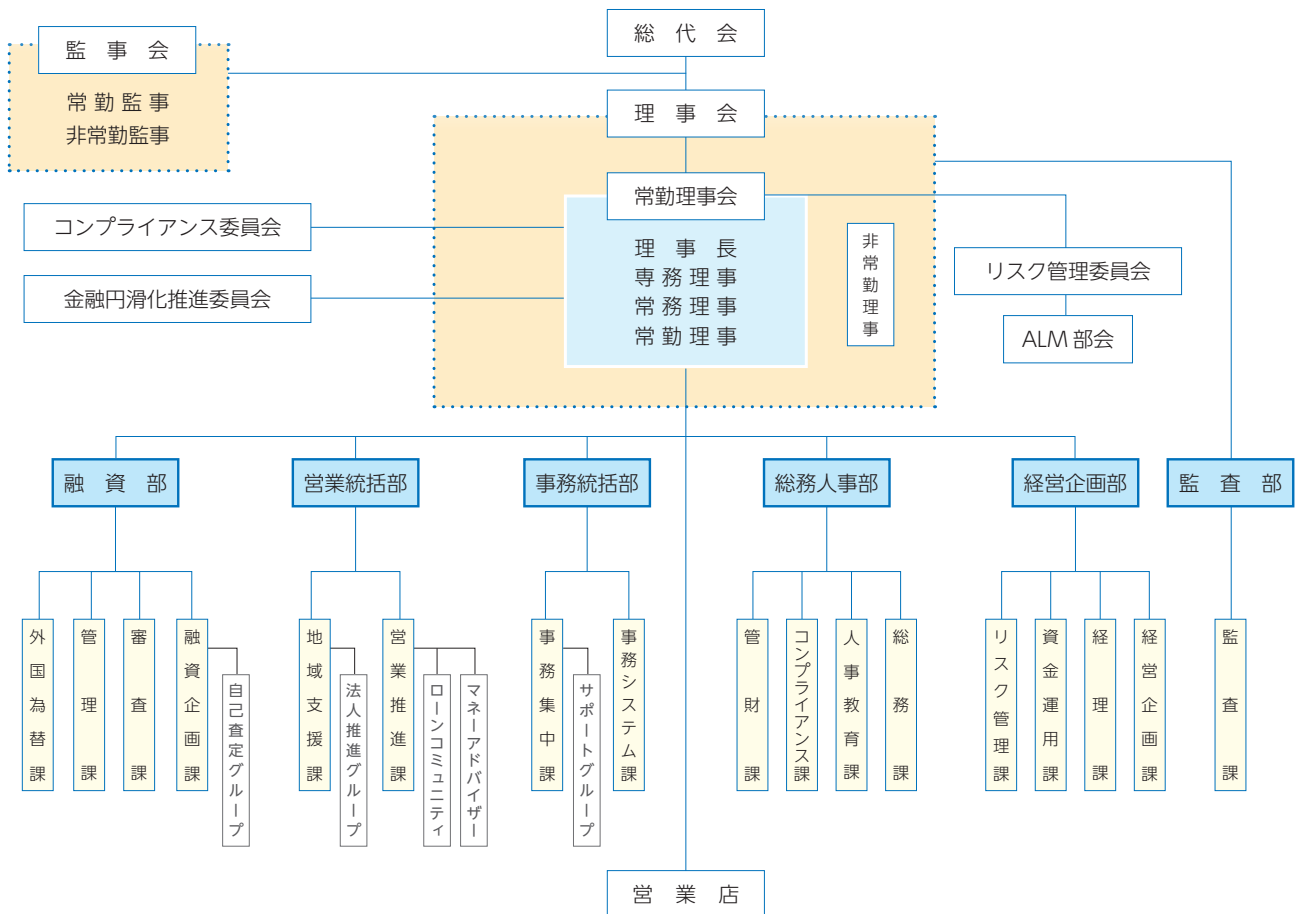 総代会
監事会
常勤監事
非常勤監事
理事会
常勤理事会
理事長
専務理事
常務理事
常勤理事
非常勤理事
コンプライアンス委員会
金融円滑化推進委員会
リスク管理委員会
ALM部会
融資部
営業統括部
事務統括部
総務人事部
経営企画部
監査部
外国為替課
管理課
審査課
融資企画課
自己査定グループ
地域支援課
法人推進グループ
営業推進課
ローンコミュニティ
マネーアドバイザー
事務集中課
サポートグループ
事務システム課
管財課
コンプライアンス課
人事教育課
総務課
リスク管理課
資金運用課
経理課
経営企画課
監査課
営業店